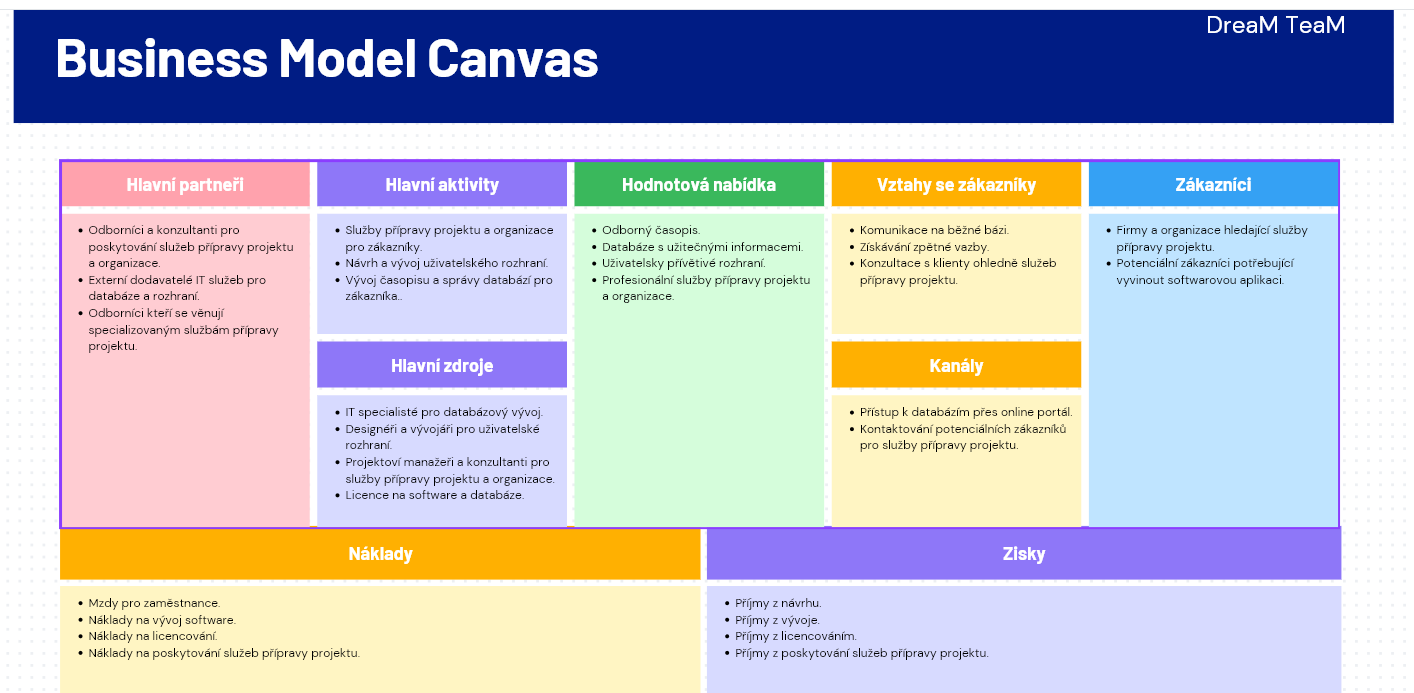 DreaM TeaM
Business Model Canvas
Hlavní partneři
• Odborníci a konzultanti pro
poskytování služeb přípravy projektu
a organizace.
• Externí dodavatelé IT služeb pro
databáze a rozhraní.
• Odborníci kteří se věnují
specializovaným službám přípravy
projektu.
Hlavní aktivity
• Služby přípravy projektu a organizace
pro zákazníky.
• Návrh a vývoj uživatelského rozhraní.
• Vývoj časopisu a správy databází pro
zákazníka..
Hlavní zdroje
• IT specialisté pro databázový vývoj.
• Designéři a vývojáři pro uživatelské
rozhraní.
• Projektoví manažeři a konzultanti pro
služby přípravy projektu a organizace.
• Licence na software a databáze.
Hodnotová nabídka
• Odborný časopis.
• Databáze s užitečnými informacemi.
• Uživatelsky přívětivé rozhraní.
• Profesionální služby přípravy projektu
a organizace.
Vztahy se zákazníky
• Komunikace na běžné bázi.
• Získávání zpětné vazby.
• Konzultace s klienty ohledně služeb
přípravy projektu.
Kanály
• Přístup k databázím přes online portál.
• Kontaktování potenciálních zákazníků
pro služby přípravy projektu.
Zákazníci
• Firmy a organizace hledající služby
přípravy projektu.
• Potenciální zákazníci potřebující
vyvinout softwarovou aplikaci.
Náklady
• Mzdy pro zaměstnance.
• Náklady na vývoj software.
• Náklady na licencování.
• Náklady na poskytování služeb přípravy projektu.
Zisky
• Příjmy z návrhu.
• Příjmy z vývoje.
• Příjmy z licencováním.
• Příjmy z poskytování služeb přípravy projektu.